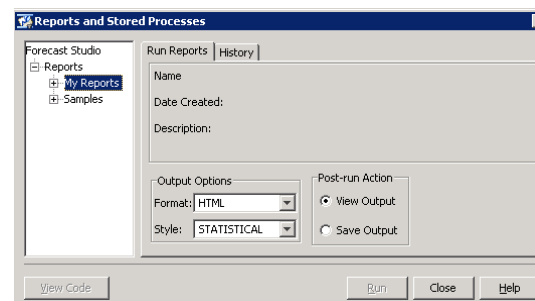 Reports and Stored Processes
Forecast Studio
Reports
My Reports
Samples
Run Reports
History
Name
Date Created:
Description:
Output Options
Format: HTML
Style: STATISTICAL
Post-run Action
View Output
Save Output
View Code
Run
Close
Help